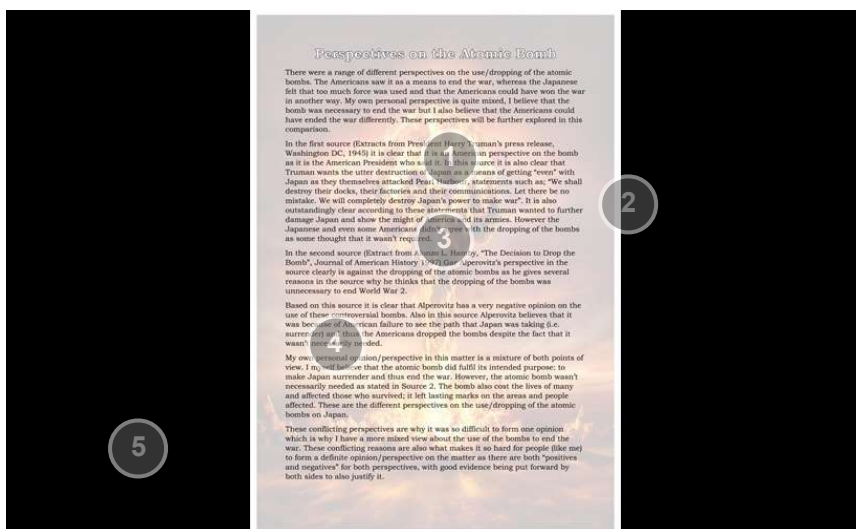 Perspectives on the Atomic Bomb
There were a range of different perspectives on the use/dropping of the atomic
bombs. The Americans saw it as a means to end the war, whereas the Japanese
felt that too much force was used and that the Americans could have won the war
in another way. My own personal perspective is quite mixed, I believe that the
bomb was necessary to end the war but I also believe that the Americans could
have ended the war differently. These perspectives will be further explored in this
comparison.
In the first source (Extracts from President Harry Truman's press release,
Washington DC, 1945) it is clear that it is an American perspective on the bomb
as it is the American President who said it. In this source it is also clear that
Truman wants the utter destruction of Japan as a means of getting "even" with
Japan as they themselves attacked Pearl Harbour, statements such as; "We shall
destroy their docks, their factories and their communications. Let there be no
mistake. We will completely destroy Japan's power to make war". It is also
outstandingly clear according to these statements that Truman wanted to further
damage Japan and show the might of America and its armies. However the
Japanese and even some Americans didn't agree with the dropping of the bombs
as some thought that it wasn't required.
In the second source (Extract from L. "The Decision to Drop the
Bomb", Journal of American History 1997) Gar Alperovitz's perspective in the
source clearly is against the dropping of the atomic bombs as he gives several
reasons in the source why he thinks that the dropping of the bombs was
unnecessary to end World War 2.
Based on this source it is clear that Alperovitz has a very negative opinion on the
use of these controversial bombs. Also in this source Alperovitz believes that it
was because of American failure to see the path that Japan was taking (i.e.
surrender) and thus the Americans dropped the bombs despite the fact that it
wasn't necessarily needed.
My own personal opinion/perspective in this matter is a mixture of both points of
view. I myself believe that the atomic bomb did fulfil its intended purpose: to
make Japan surrender and thus end the war. However, the atomic bomb wasn't
necessarily needed as stated in Source 2. The bomb also cost the lives of many
and affected those who survived; it left lasting marks on the areas and people
affected. These are the different perspectives on the use/dropping of the atomic
bombs on Japan.
These conflicting perspectives are why it was so difficult to form one opinion
which is why I have a more mixed view about the use of the bombs to end the
war. These conflicting reasons are also what makes it so hard for people (like me)
to form a definite opinion/perspective on the matter as there are both "positives
and negatives" for both perspectives, with good evidence being put forward by
both sides to also justify it.
1
2
3
4
5